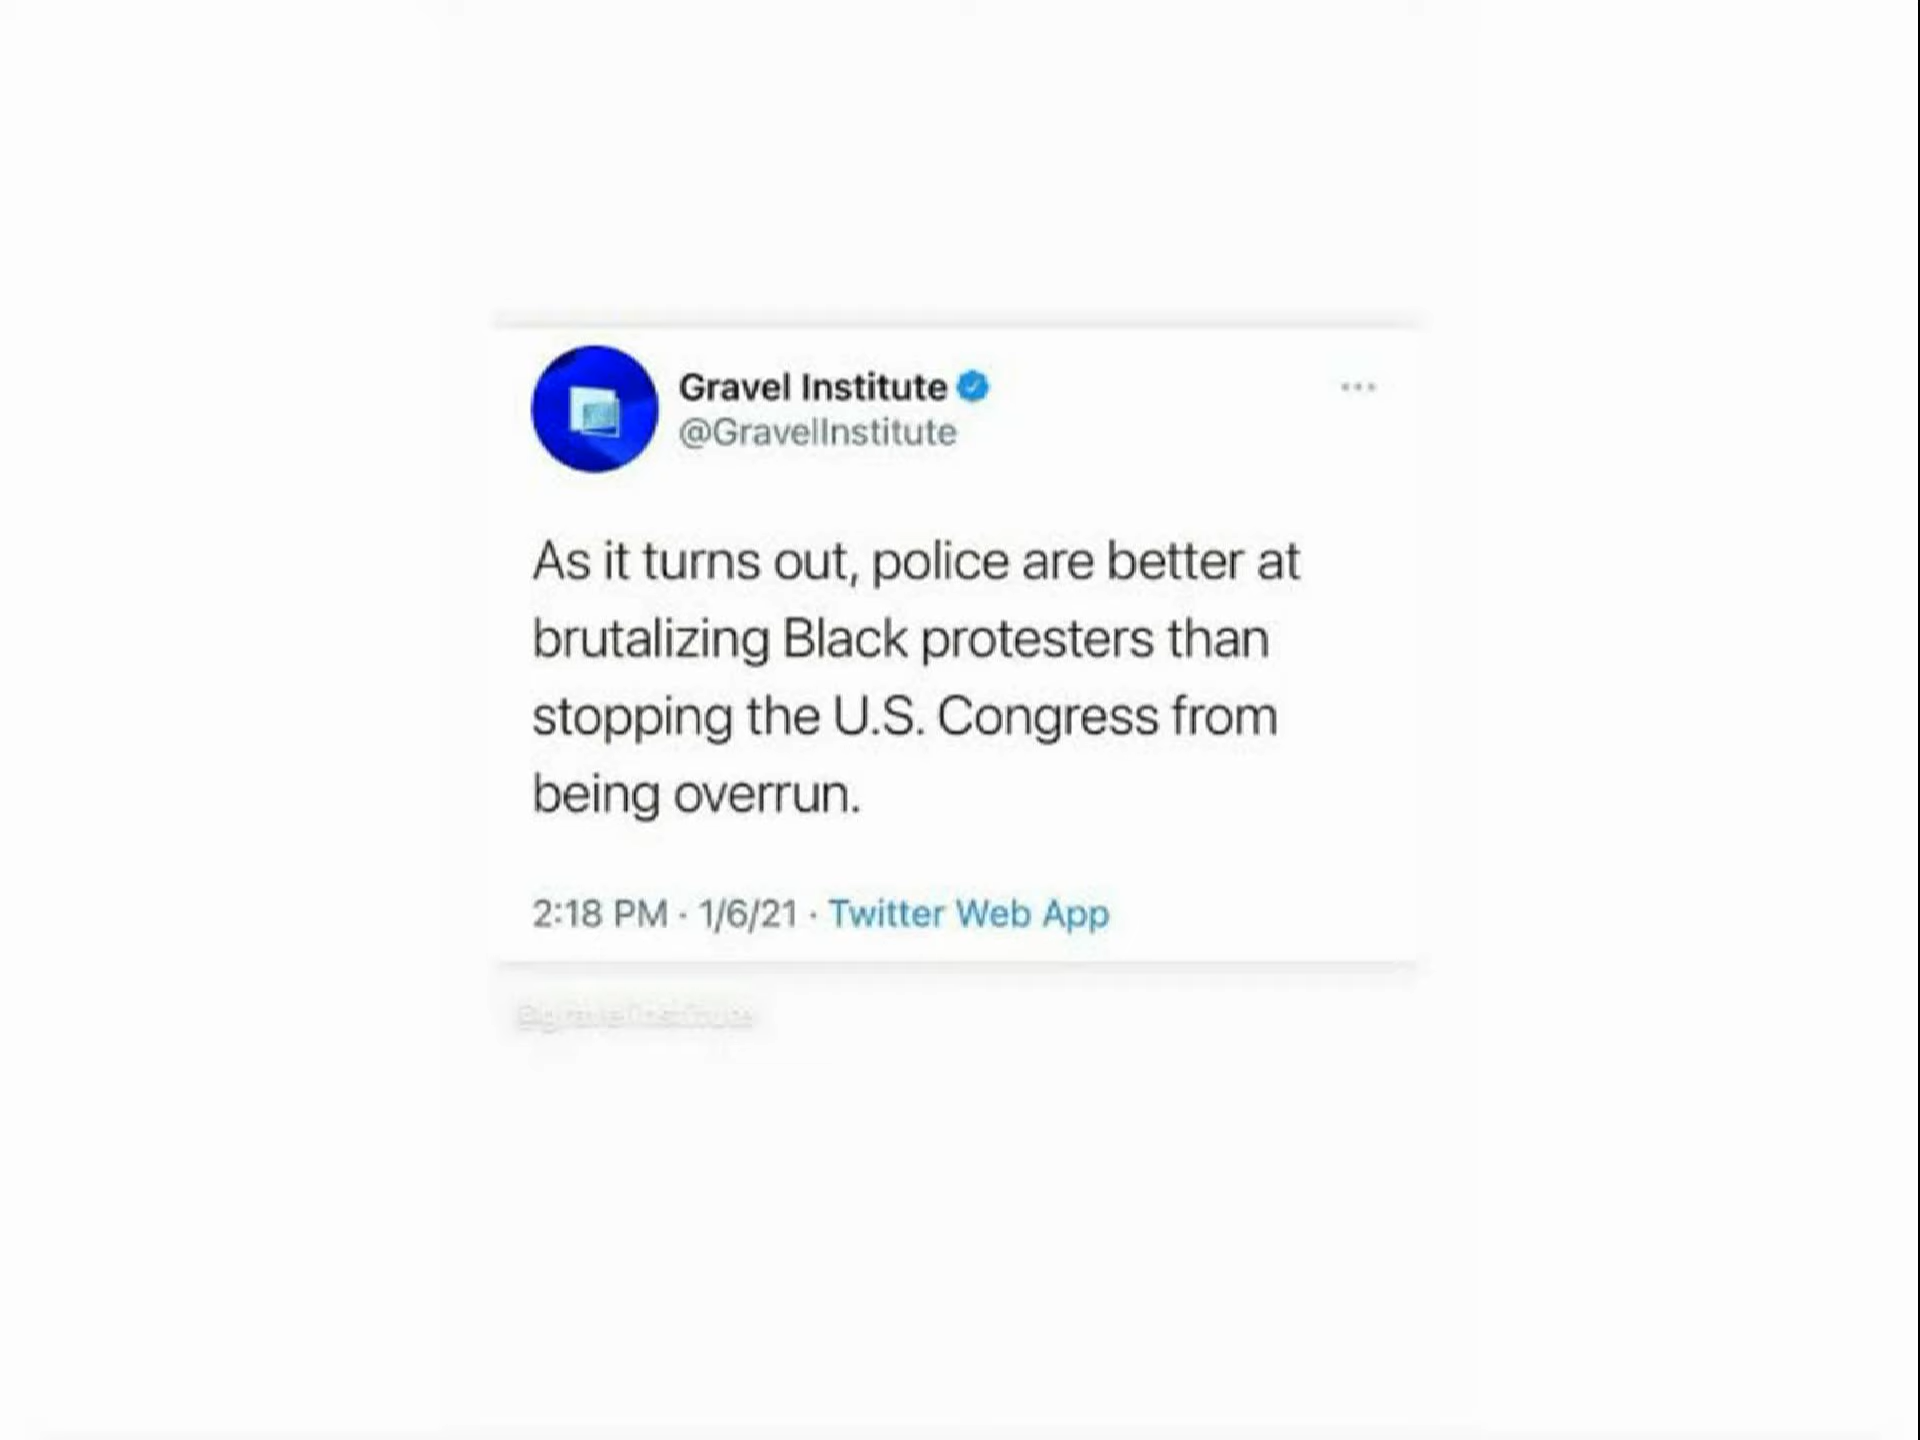 Gravel Institute
@GravelInstitute
As it turns out, police are better at
brutalizing Black protesters than
stopping the U.S. Congress from
being overrun.
2:18 PM · 1/6/21 · Twitter Web App